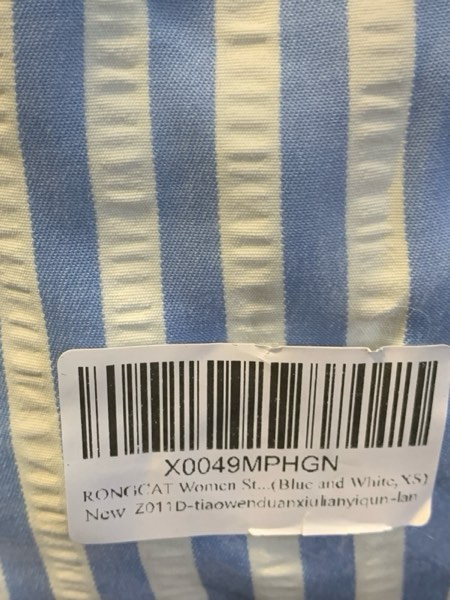 X0049MPHGN
RONGCAT Women St...(Blue and White, XS)
New Z011D-tiaowenduanxiulianyiqun-lan